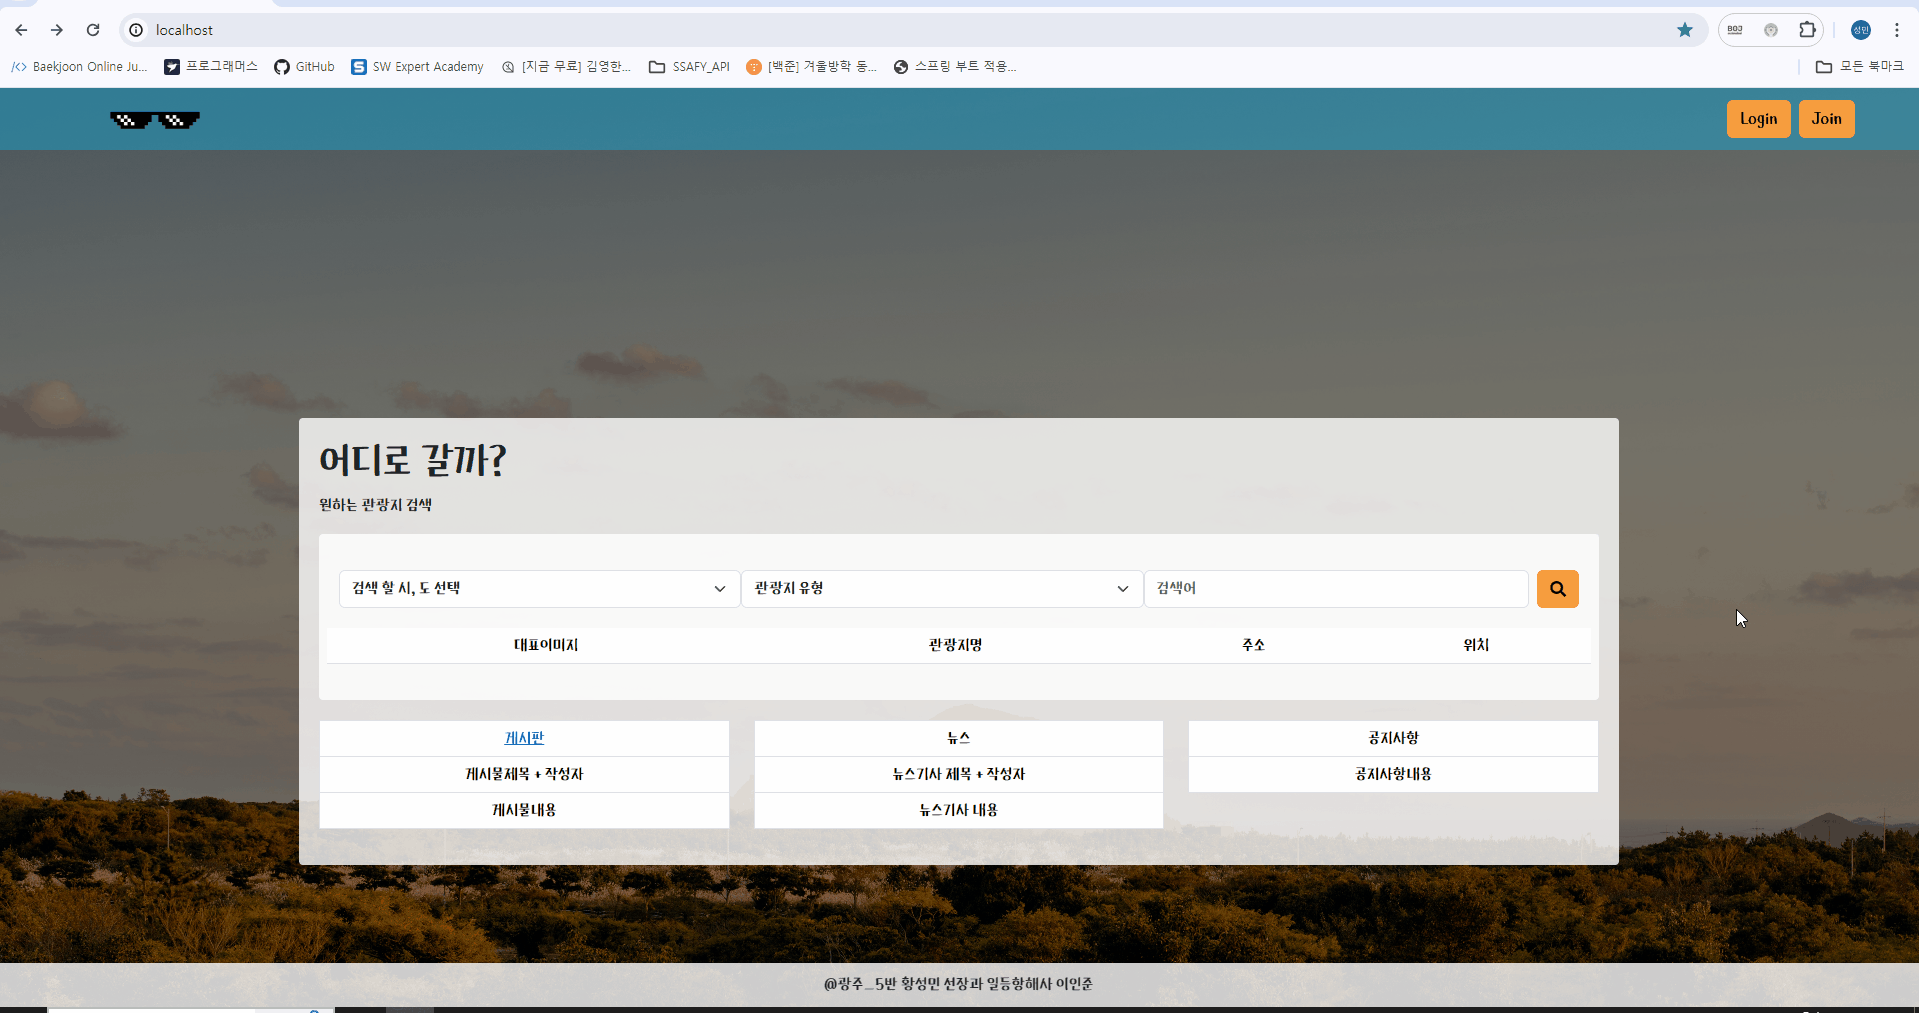 localhost
BOJ
성민
Baekjoon Online Ju...
프로그래머스
GitHub
SW Expert Academy
[지금 무료] 김영한...
SSAFY_API
[백준] 겨울방학 동...
스프링 부트 적용...
모든 북마크
Login
Join
어디로 갈까?
원하는 관광지 검색
검색 할 시, 도 선택
관광지 유형
검색어
대표이미지
관광지명
주소
위치
게시판
뉴스
공지사항
게시물제목 + 작성자
뉴스기사 제목 + 작성자
공지사항내용
게시물내용
뉴스기사 내용
@광주_5반 황성민 선장과 일등항해사 이인준